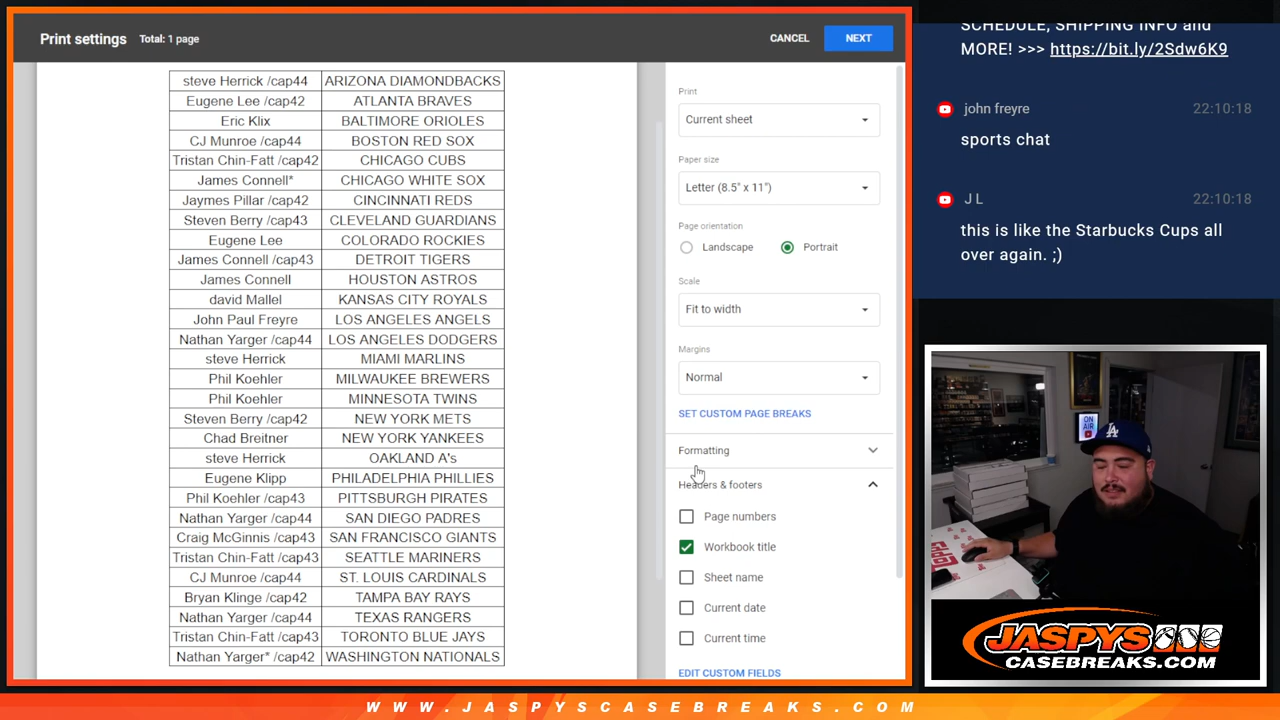 Print settings Total: 1 page CANCEL NEXT
steve Herrick /cap44 ARIZONA DIAMONDBACKS
Eugene Lee /cap42 ATLANTA BRAVES
Eric Klix BALTIMORE ORIOLES
CJ Munroe /cap44 BOSTON RED SOX
Tristan Chin-Fatt /cap42 CHICAGO CUBS
James Connell* CHICAGO WHITE SOX
Jaymes Pillar /cap42 CINCINNATI REDS
Steven Berry /cap43 CLEVELAND GUARDIANS
Eugene Lee COLORADO ROCKIES
James Connell /cap43 DETROIT TIGERS
James Connell HOUSTON ASTROS
david Mallel KANSAS CITY ROYALS
John Paul Freyre LOS ANGELES ANGELS
Nathan Yarger /cap44 LOS ANGELES DODGERS
steve Herrick MIAMI MARLINS
Phil Koehler MILWAUKEE BREWERS
Phil Koehler MINNESOTA TWINS
Steven Berry /cap42 NEW YORK METS
Chad Breitner NEW YORK YANKEES
steve Herrick OAKLAND A's
Eugene Klipp PHILADELPHIA PHILLIES
Phil Koehler /cap43 PITTSBURGH PIRATES
Nathan Yarger /cap44 SAN DIEGO PADRES
Craig McGinnis /cap43 SAN FRANCISCO GIANTS
Tristan Chin-Fatt /cap43 SEATTLE MARINERS
CJ Munroe /cap44 ST. LOUIS CARDINALS
Bryan Klinge /cap42 TAMPA BAY RAYS
Nathan Yarger /cap44 TEXAS RANGERS
Tristan Chin-Fatt /cap43 TORONTO BLUE JAYS
Nathan Yarger* /cap42 WASHINGTON NATIONALS
Print
Current sheet
Paper size
Letter (8.5" x 11")
Page orientation
Landscape Portrait
Scale
Fit to width
Margins
Normal
SET CUSTOM PAGE BREAKS
Formatting
Headers & footers
Page numbers
Workbook title
Sheet name
Current date
Current time
EDIT CUSTOM FIELDS
SCHEDULE, SHIPPING INFO and
MORE! >>> https://bit.ly/2Sdw6K9
john freyre 22:10:18
sports chat
J L 22:10:18
this is like the Starbucks Cups all
over again. ;)
ON
AIR
LA
JASPYS
CASEBREAKS.COM
WWW.JASPYSCASEBREAKS.COM